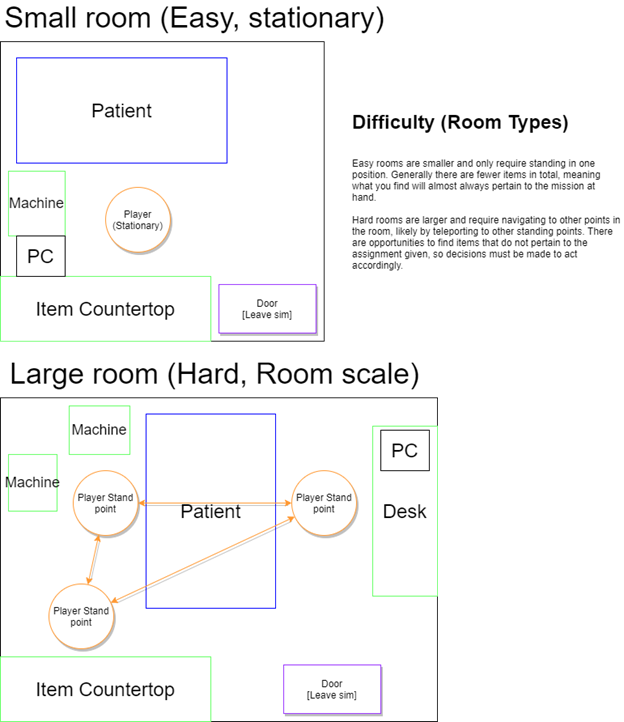 Small room (Easy, stationary)
Patient
Machine
Player
(Stationary)
PC
Item Countertop
Door
[Leave sim]
Difficulty (Room Types)
Easy rooms are smaller and only require standing in one
position. Generally there are fewer items in total, meaning
what you find will almost always pertain to the mission at
hand.
Hard rooms are larger and require navigating to other points in
the room, likely by teleporting to other standing points. There
are opportunities to find items that do not pertain to the
assignment given, so decisions must be made to act
accordingly.
Large room (Hard, Room scale)
Machine
Machine
Player Stand
point
Patient
Player Stand
point
PC
Desk
Player Stand
point
Item Countertop
Door
[Leave sim]